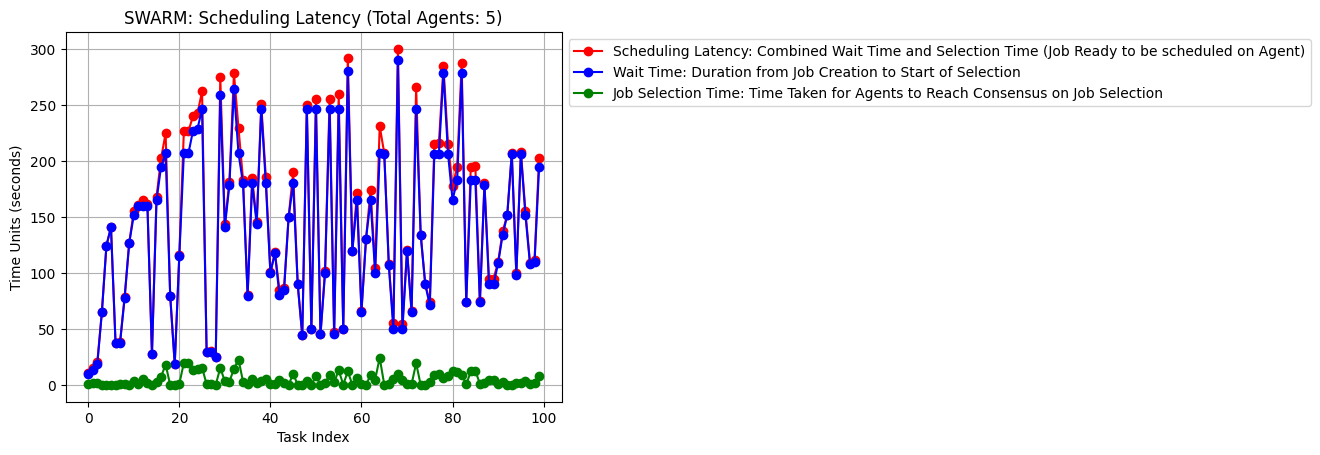 SWARM: Scheduling Latency (Total Agents: 5)
Scheduling Latency: Combined Wait Time and Selection Time (Job Ready to be scheduled on Agent)
Wait Time: Duration from Job Creation to Start of Selection
Job Selection Time: Time Taken for Agents to Reach Consensus on Job Selection
Time Units (seconds)
300
250
200
150
100
50
0
0 20 40 60 80 100
Task Index